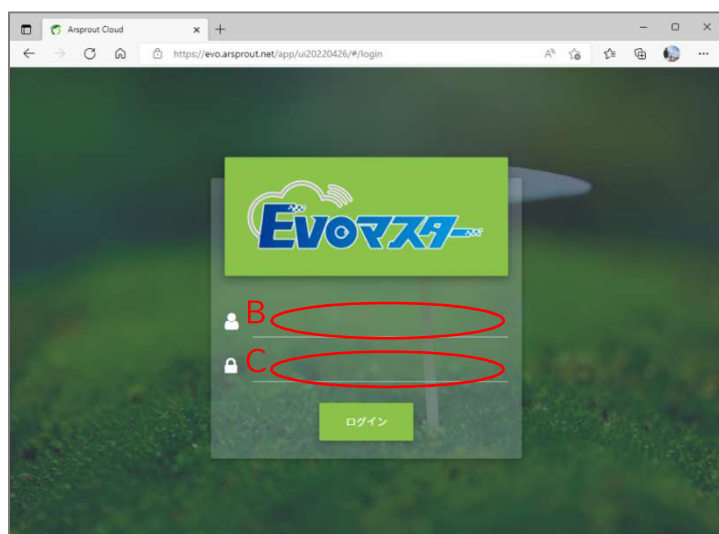 Arsprout Cloud
https://evo.arsprout.net/app/ui20220426/#/login
Evoマスター
B
C
ログイン